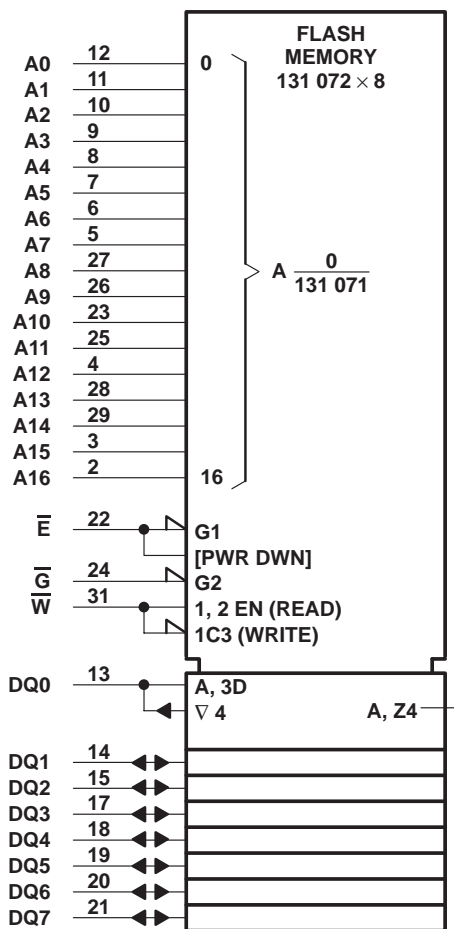 FLASH
MEMORY
131 072 × 8
A0 12 0
A1 11
A2 10
A3 9
A4 8
A5 7
A6 6
A7 5
A8 27 A 0
A9 26 131 071
A10 23
A11 25
A12 4
A13 28
A14 29
A15 3
A16 2 16
E 22 G1
[PWR DWN]
G 24 G2
W 31 1, 2 EN (READ)
1C3 (WRITE)
DQ0 13 A, 3D
∇ 4 A, Z4
DQ1 14
DQ2 15
DQ3 17
DQ4 18
DQ5 19
DQ6 20
DQ7 21